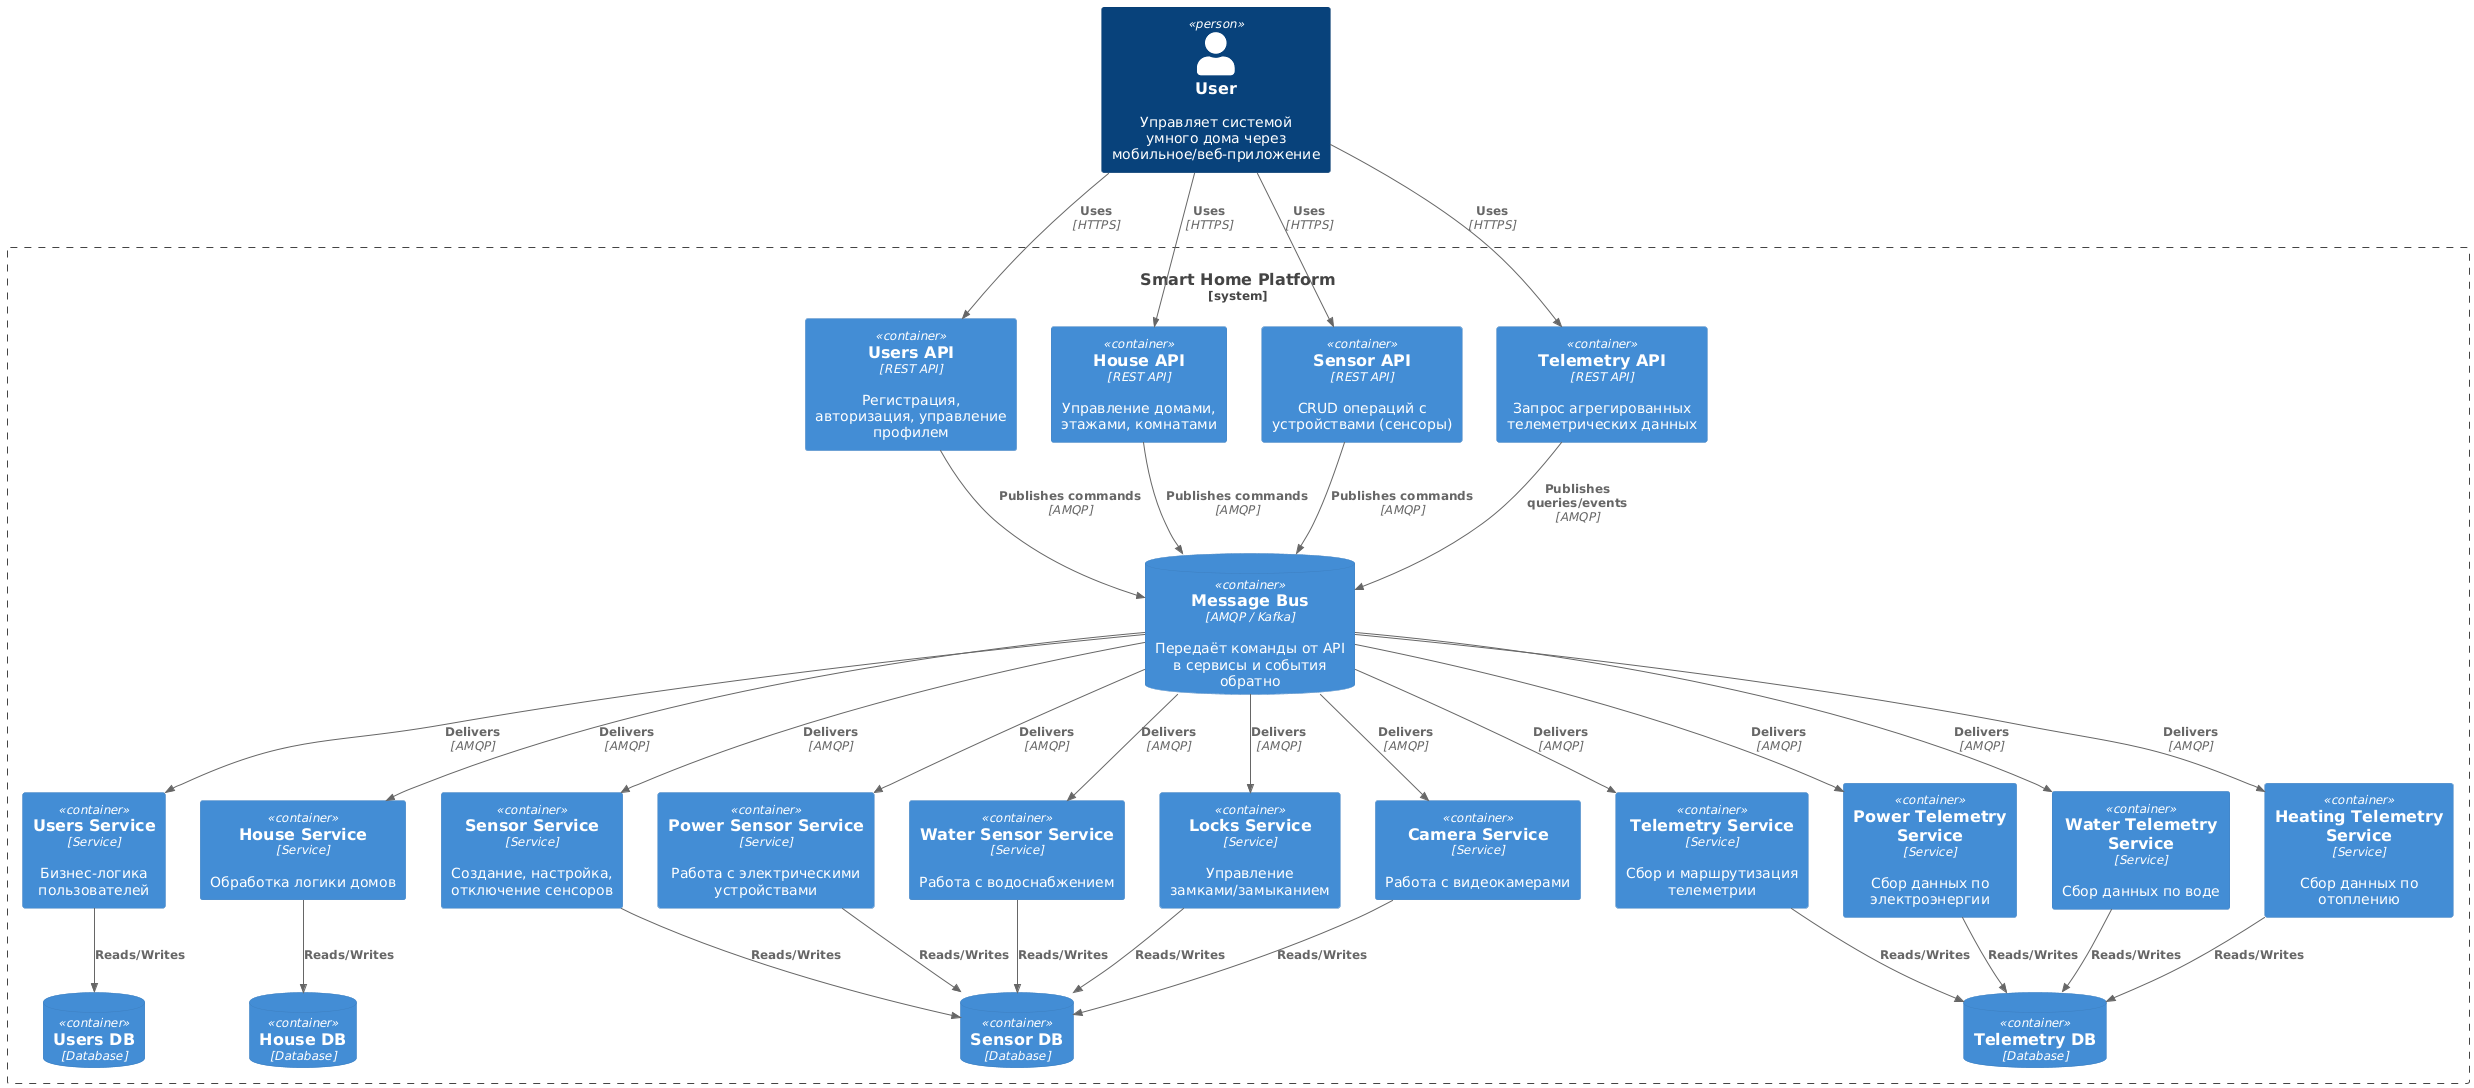 «person»
User
Управляет системой
умного дома через
мобильное/веб-приложение
Uses
[HTTPS]
Uses
[HTTPS]
Uses
[HTTPS]
Uses
[HTTPS]
Smart Home Platform
[system]
«container»
Users API
[REST API]
Регистрация,
авторизация, управление
профилем
«container»
House API
[REST API]
Управление домами,
этажами, комнатами
«container»
Sensor API
[REST API]
CRUD операций с
устройствами (сенсоры)
«container»
Telemetry API
[REST API]
Запрос агрегированных
телеметрических данных
Publishes commands
[AMQP]
Publishes commands
[AMQP]
Publishes commands
[AMQP]
Publishes
queries/events
[AMQP]
«container»
Message Bus
[AMQP / Kafka]
Передаёт команды от API
в сервисы и события
обратно
Delivers
[AMQP]
Delivers
[AMQP]
Delivers
[AMQP]
Delivers
[AMQP]
Delivers
[AMQP]
Delivers
[AMQP]
Delivers
[AMQP]
Delivers
[AMQP]
Delivers
[AMQP]
Delivers
[AMQP]
Delivers
[AMQP]
«container»
Users Service
[Service]
Бизнес-логика
пользователей
«container»
House Service
[Service]
Обработка логики домов
«container»
Sensor Service
[Service]
Создание, настройка,
отключение сенсоров
«container»
Power Sensor Service
[Service]
Работа с электрическими
устройствами
«container»
Water Sensor Service
[Service]
Работа с водоснабжением
«container»
Locks Service
[Service]
Управление
замками/замыканием
«container»
Camera Service
[Service]
Работа с видеокамерами
«container»
Telemetry Service
[Service]
Сбор и маршрутизация
телеметрии
«container»
Power Telemetry
Service
[Service]
Сбор данных по
электроэнергии
«container»
Water Telemetry
Service
[Service]
Сбор данных по воде
«container»
Heating Telemetry
Service
[Service]
Сбор данных по
отоплению
Reads/Writes
Reads/Writes
Reads/Writes
Reads/Writes
Reads/Writes
Reads/Writes
Reads/Writes
Reads/Writes
Reads/Writes
Reads/Writes
Reads/Writes
«container»
Users DB
[Database]
«container»
House DB
[Database]
«container»
Sensor DB
[Database]
«container»
Telemetry DB
[Database]